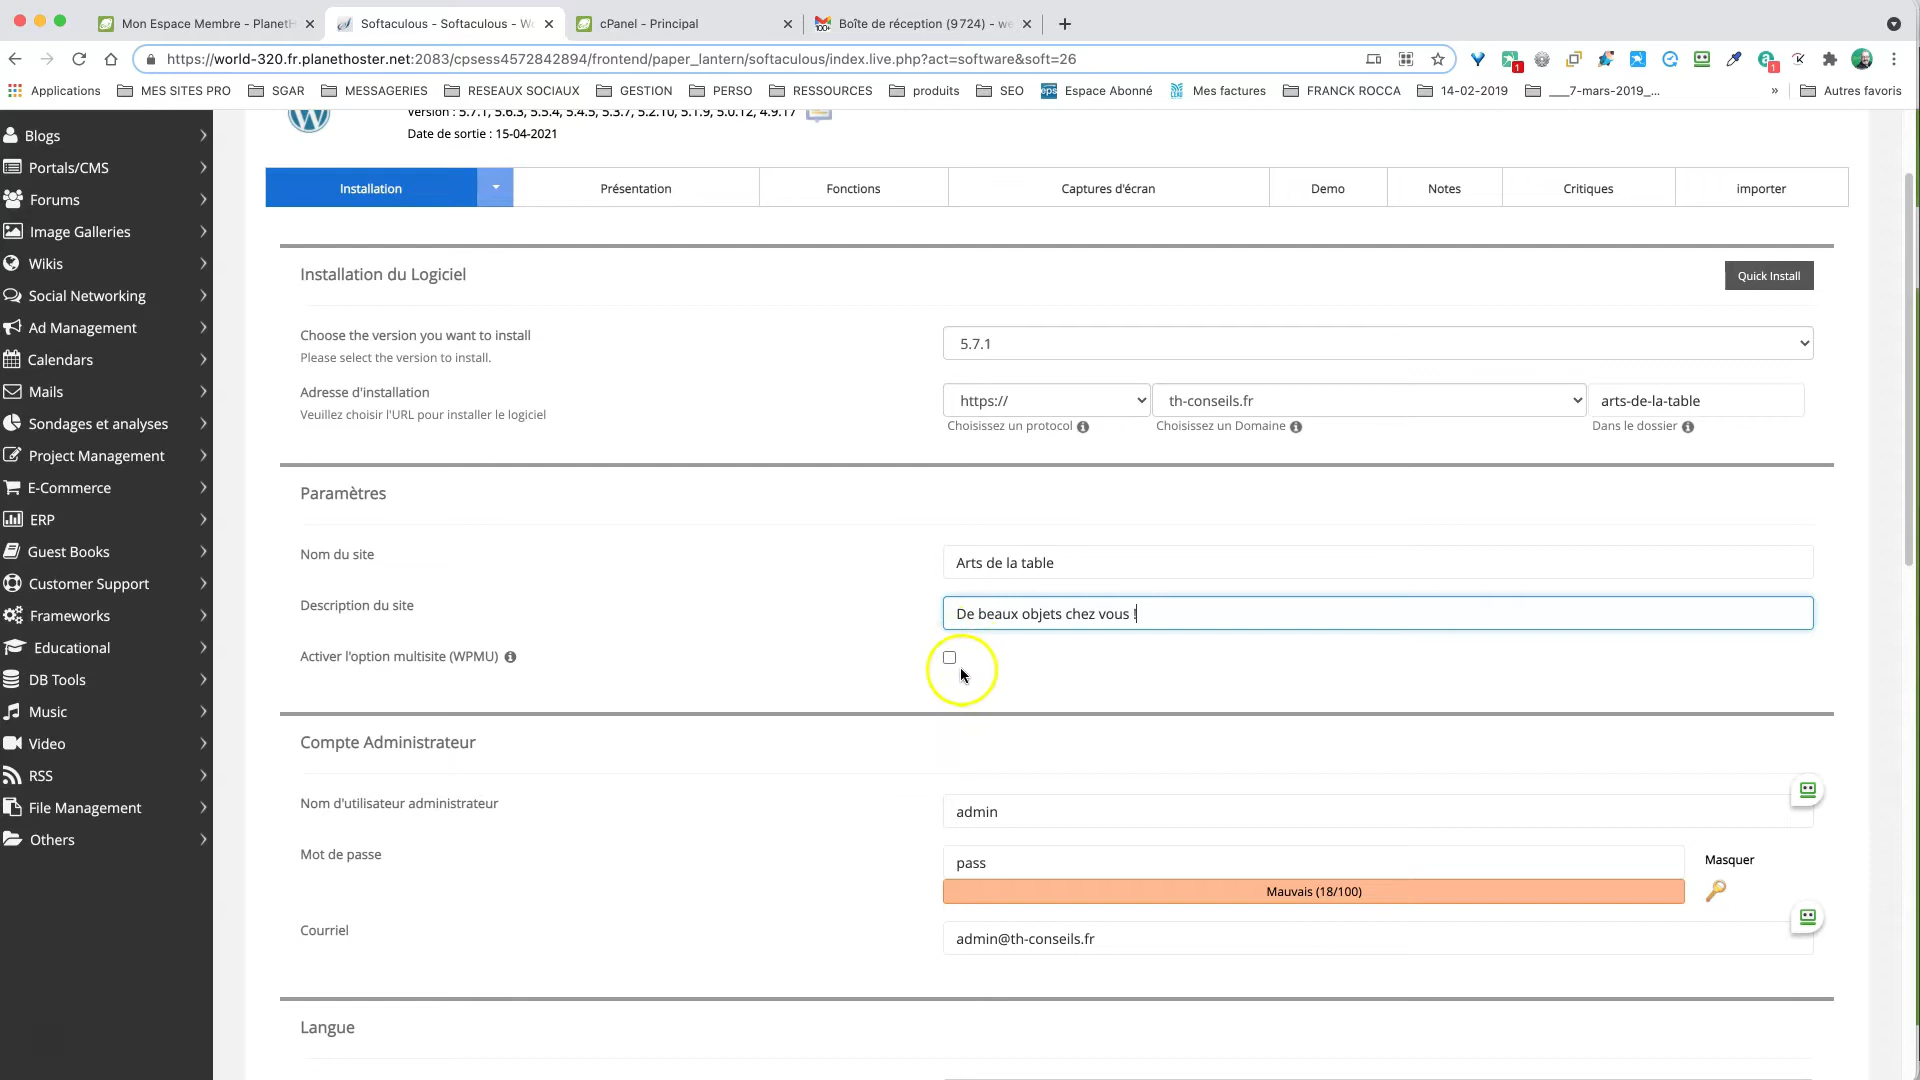 Mon Espace Membre - PlanetH
Softaculous - Softaculous - Wo
cPanel - Principal
100+
Boîte de réception (9 724) - we
https://world-320.fr.planethoster.net:2083/cpsess4572842894/frontend/paper_lantern/softaculous/index.live.php?act=software&soft=26
1
1
Applications
MES SITES PRO
SGAR
MESSAGERIES
RESEAUX SOCIAUX
GESTION
PERSO
RESSOURCES
produits
SEO
eps
Espace Abonné
Mes factures
FRANCK ROCCA
14-02-2019
___7-mars-2019_...
»
Autres favoris
Blogs
Portals/CMS
Forums
Image Galleries
Wikis
Social Networking
Ad Management
Calendars
Mails
Sondages et analyses
Project Management
E-Commerce
ERP
Guest Books
Customer Support
Frameworks
Educational
DB Tools
Music
Video
RSS
File Management
Others
Version : 5.7.1, 5.6.3, 5.5.4, 5.4.5, 5.3.7, 5.2.10, 5.1.9, 5.0.12, 4.9.17
Date de sortie : 15-04-2021
Installation
Présentation
Fonctions
Captures d'écran
Demo
Notes
Critiques
importer
Installation du Logiciel
Quick Install
Choose the version you want to install
Please select the version to install.
5.7.1
Adresse d'installation
Veuillez choisir l'URL pour installer le logiciel
https://
th-conseils.fr
arts-de-la-table
Choisissez un protocol
Choisissez un Domaine
Dans le dossier
Paramètres
Nom du site
Arts de la table
Description du site
De beaux objets chez vous !
Activer l'option multisite (WPMU)
Compte Administrateur
Nom d'utilisateur administrateur
admin
Mot de passe
pass
Masquer
Mauvais (18/100)
Courriel
admin@th-conseils.fr
Langue